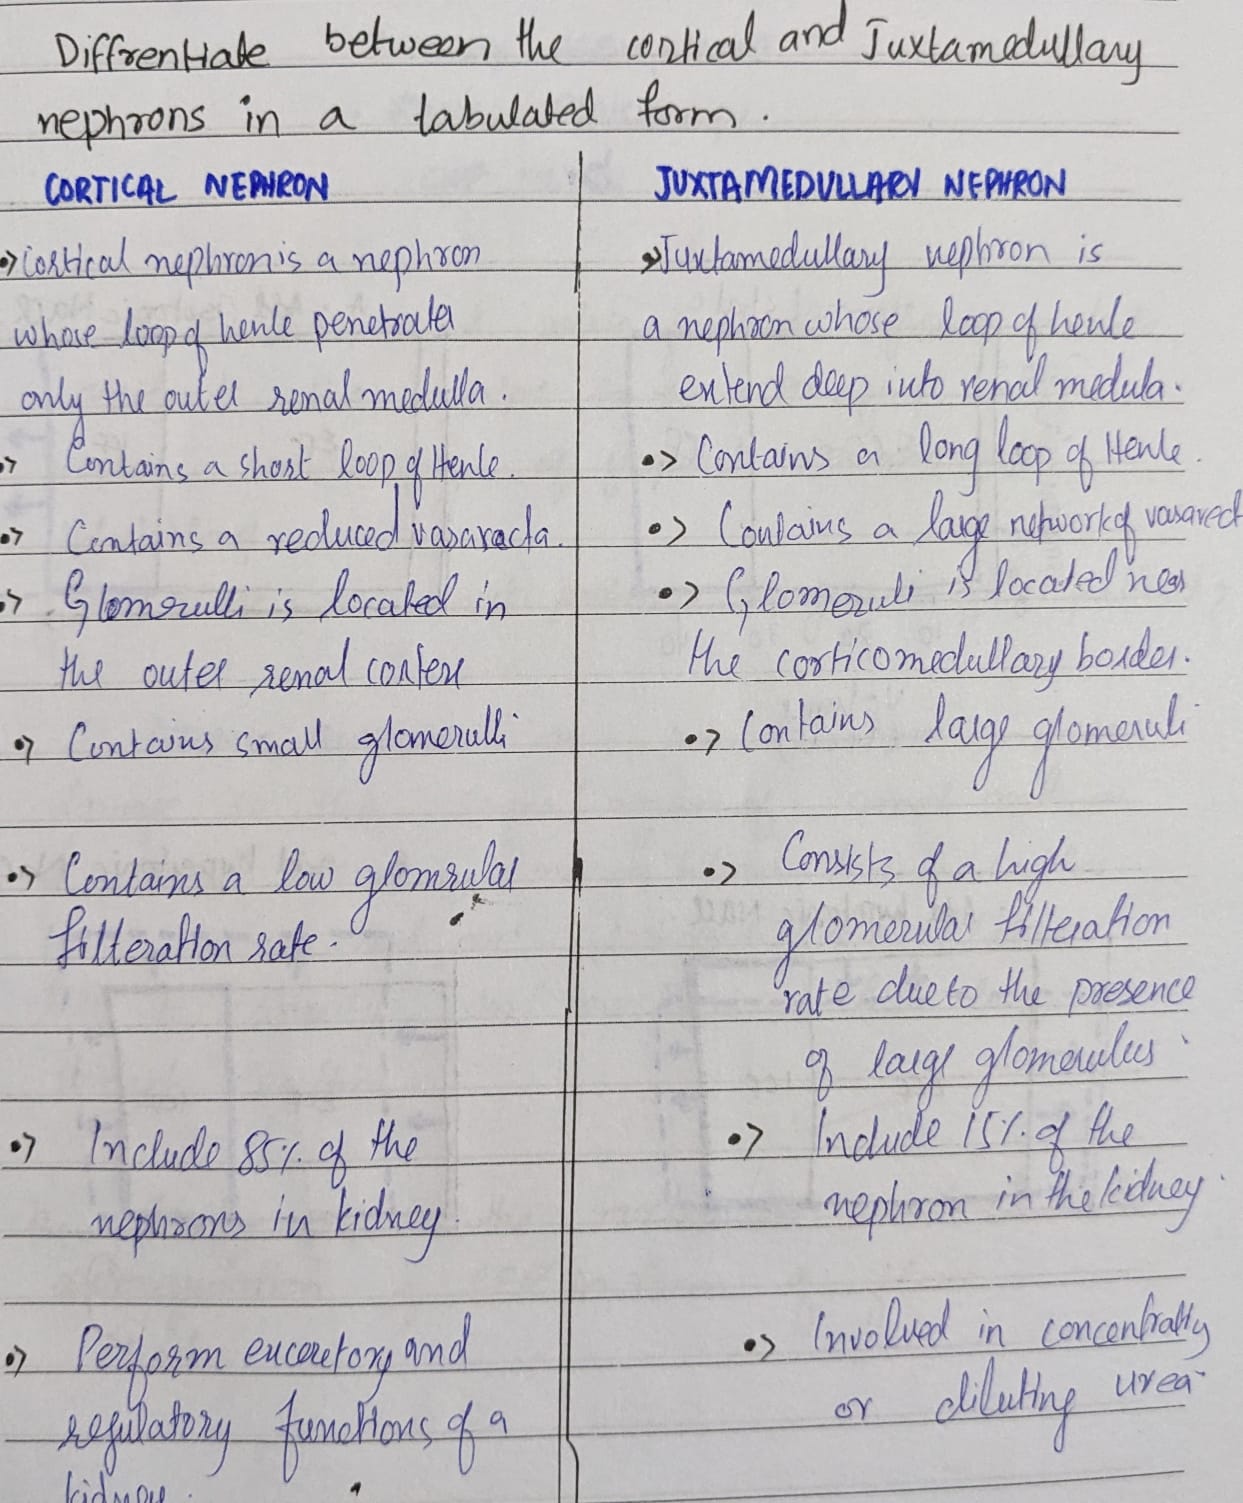 Diffrentiate between the cortical and Juxtamedullary
nephrons in a tabulated form.
CORTICAL NEPHRON
•> Cortical nephron is a nephron
whose loop of henle penetrates
only the outer renal medulla.
•> Contains a short loop of Henle.
•> Contains a reduced vasaracta.
•> Glomerulli is located in
the outer renal cortex
•> Contains small glomerulli
•> Contains a low glomrular
filteration rate.
•> Include 85% of the
nephrons in kidney.
•> Perform exceretory and
regulatory functions of a
kidney.
JUXTAMEDULLARY NEPHRON
•> Juxtamedullary nephron is
a nephron whose loop of henle
extend deep into renal medula.
•> Contains a long loop of Henle.
•> Contains a large network of vasarect
•> Glomeruli is located near
the corticomedullary border.
•> Contains large glomeruli
•> Consists of a high
glomerular filteration
rate due to the presence
of large glomerulus.
•> Include 15% of the
nephron in the kidney.
•> Involved in concentratiy
or diluting urea